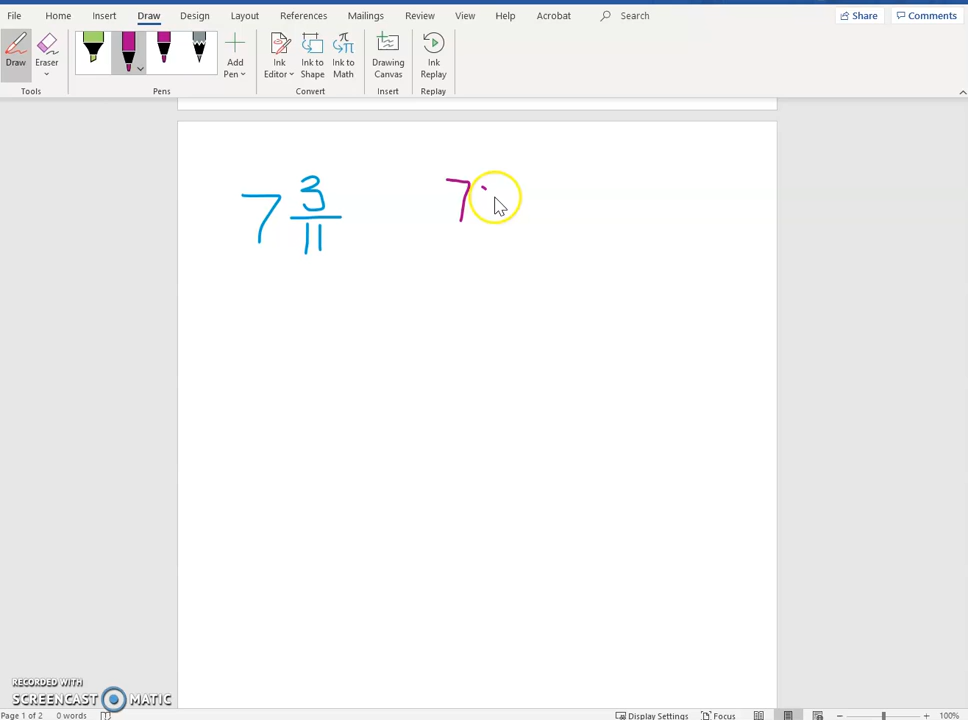 File Home Insert Draw Design Layout References Mailings Review View Help Acrobat Search Share Comments
Draw Eraser Add Pen Ink Editor Ink to Shape Ink to Math Drawing Canvas Ink Replay
Tools Pens Convert Insert Replay
7 3/11 7
RECORDED WITH
SCREENCAST MATIC
Page 1 of 2 0 words Display Settings Focus 100%